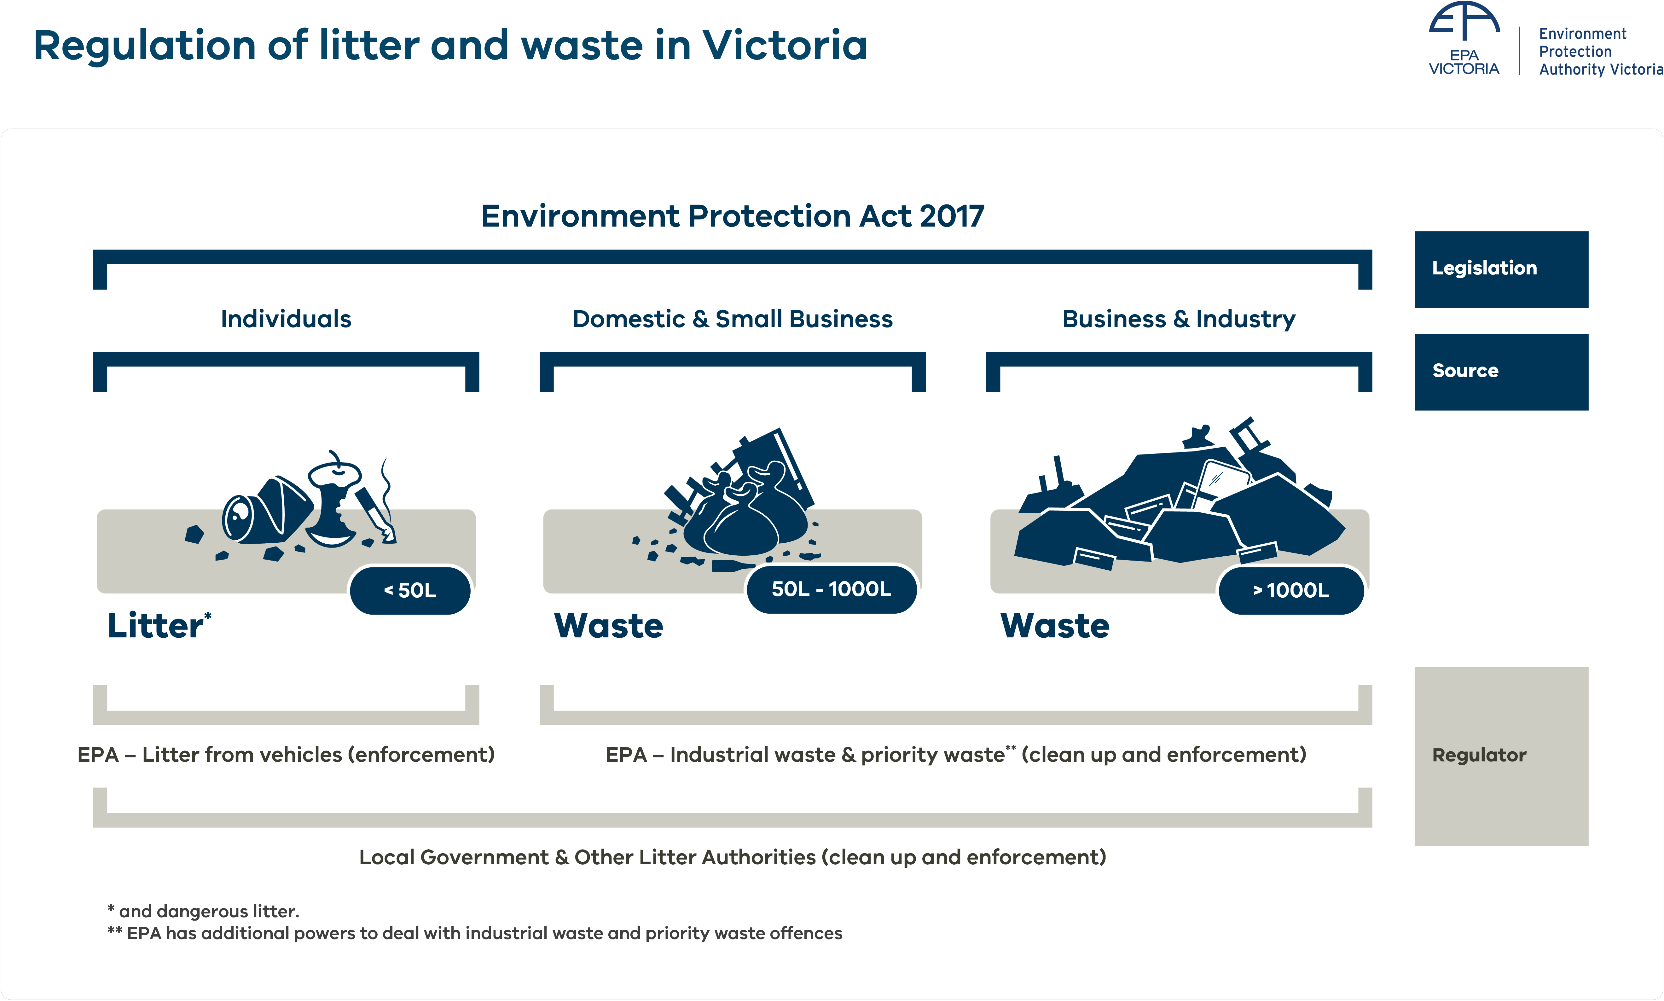 Regulation of litter and waste in Victoria
EPA
VICTORIA
Environment
Protection
Authority Victoria
Environment Protection Act 2017
Legislation
Individuals
Domestic & Small Business
Business & Industry
Source
< 50L
50L - 1000L
> 1000L
Litter*
Waste
Waste
EPA – Litter from vehicles (enforcement)
EPA – Industrial waste & priority waste** (clean up and enforcement)
Regulator
Local Government & Other Litter Authorities (clean up and enforcement)
* and dangerous litter.
** EPA has additional powers to deal with industrial waste and priority waste offences